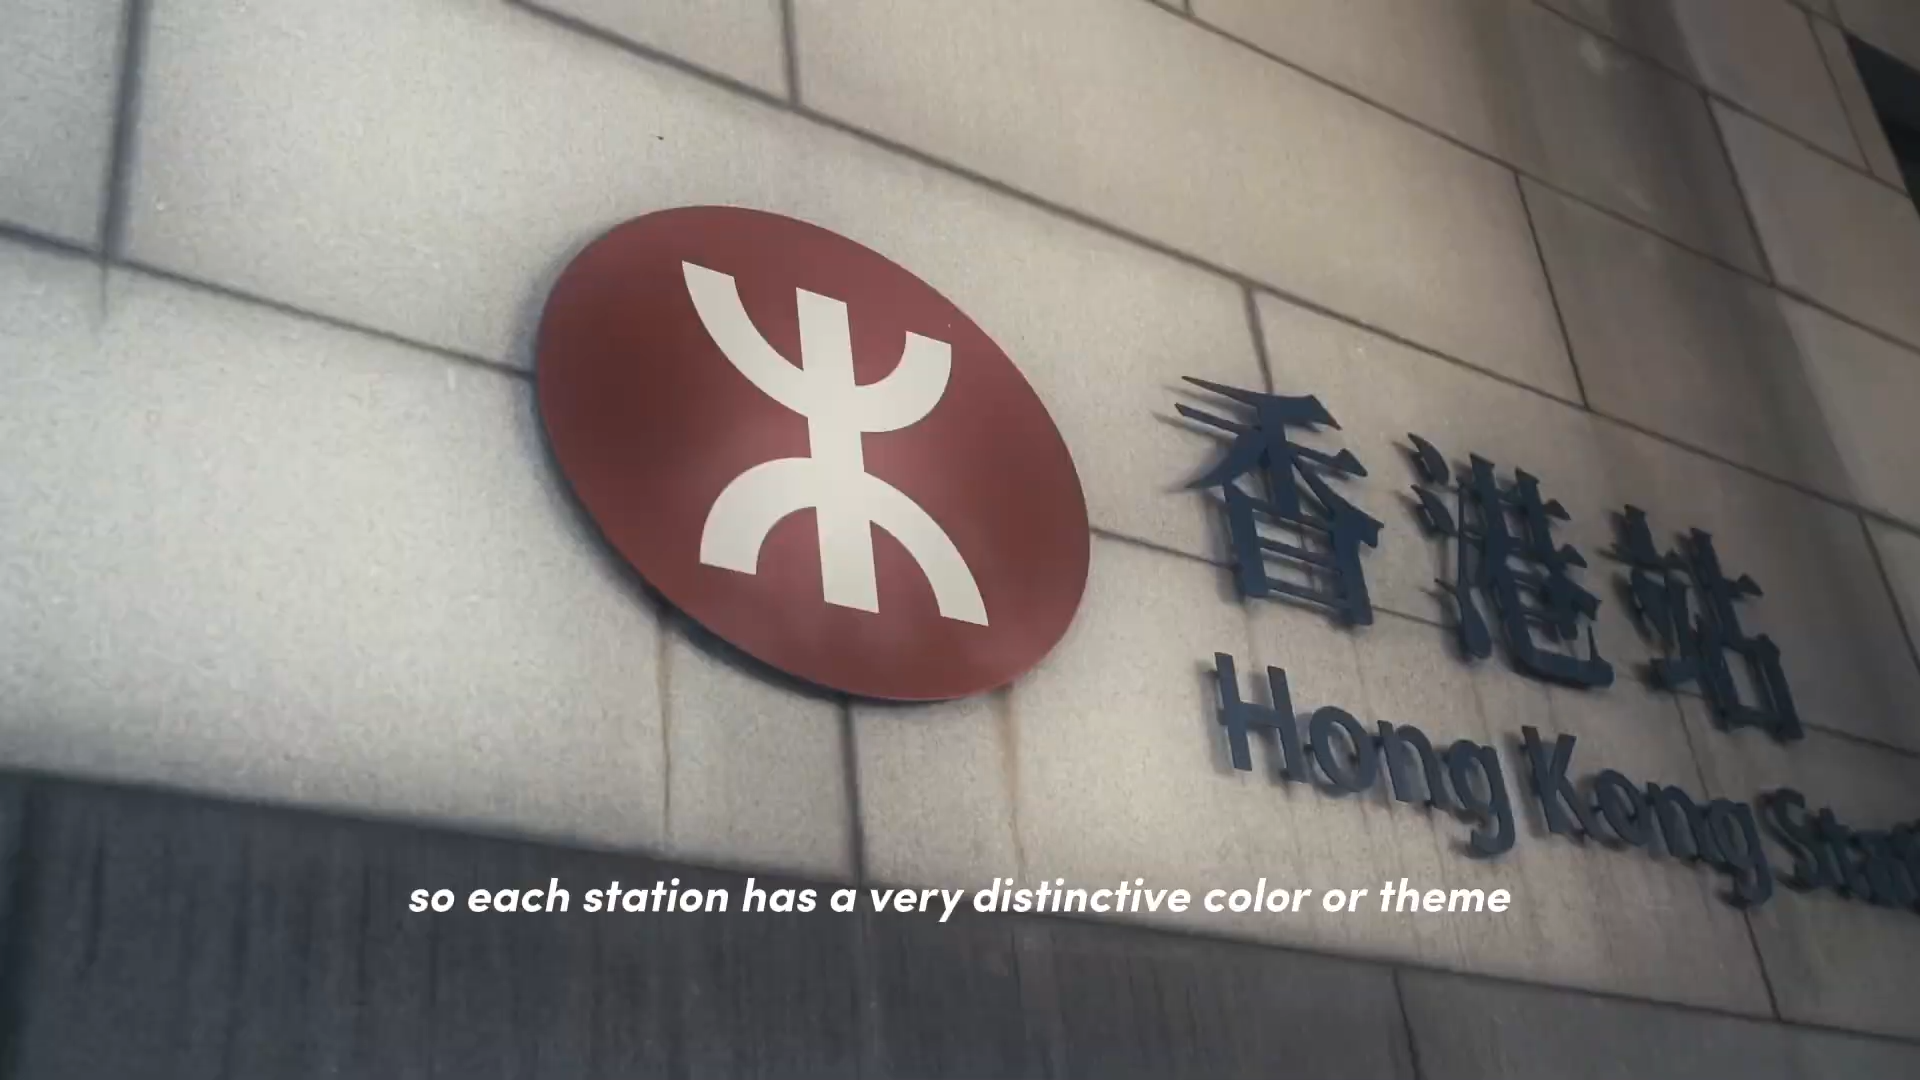 香港站
Hong Kong
so each station has a very distinctive color or theme